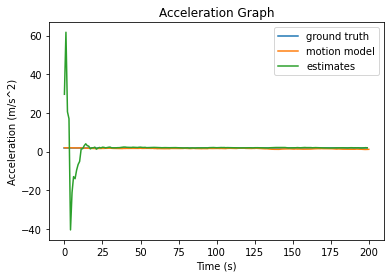 Acceleration Graph
ground truth
motion model
estimates
Acceleration (m/s^2)
60
40
20
0
−20
−40
0
25
50
75
100
125
150
175
200
Time (s)